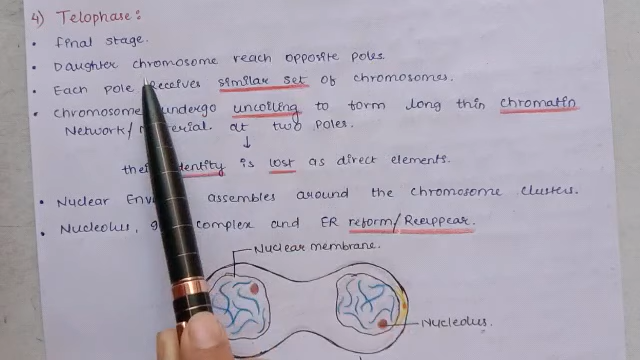 4) Telophase:
• final stage.
• Daughter chromosome reach opposite poles.
• Each pole Receives similar set of chromosomes.
• Chromosome undergo uncoiling to form long thin chromatin
Network/ material at two poles.
↓
identity is lost as direct elements.
• Nuclear assembles around the chromosome clusters.
• Nucleolus, complex and ER reform/Reappear.
Nuclear membrane.
Nucleolus.